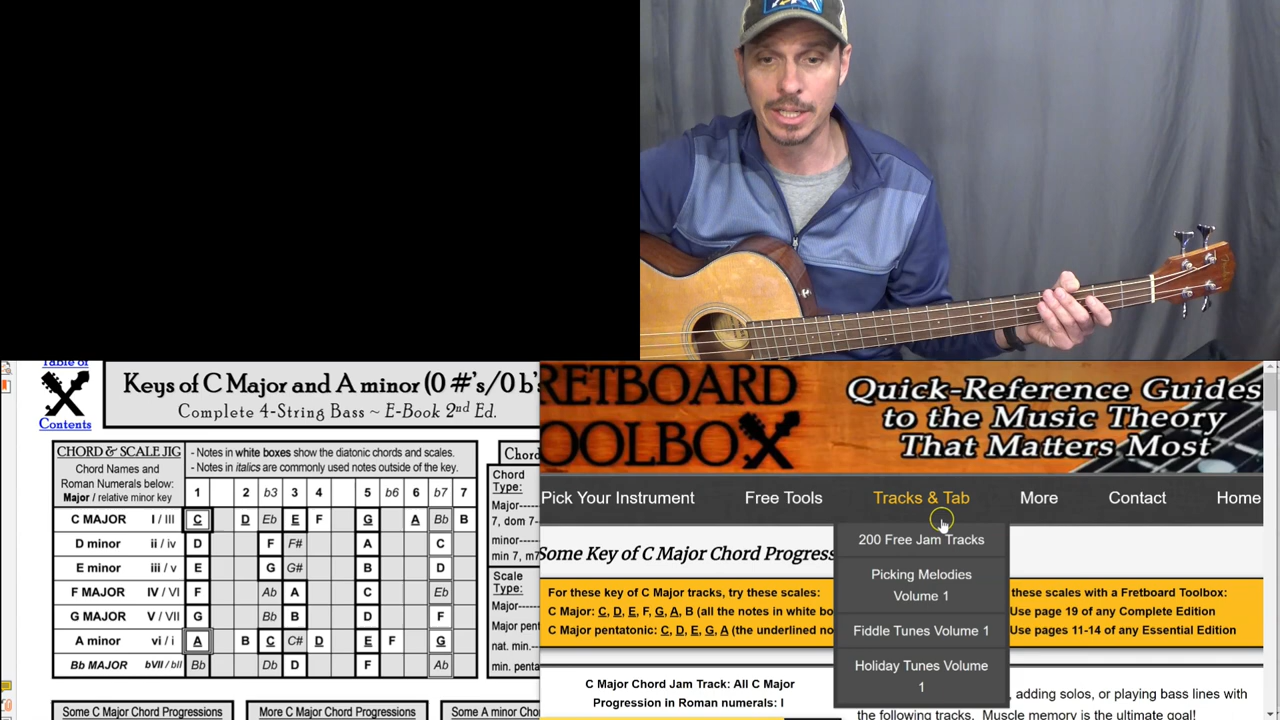 Table of
Contents
Keys of C Major and A minor (0 #'s/0 b'
Complete 4-String Bass ~ E-Book 2nd Ed.
CHORD & SCALE JIG
Chord Names and
Roman Numerals below:
Major / relative minor key
- Notes in white boxes show the diatonic chords and scales.
- Notes in italics are commonly used notes outside of the key.
1 2 b3 3 4 5 b6 6 b7 7
C MAJOR I / III C D Eb E F G A Bb B
D minor ii / iv D F F# A C
E minor iii / v E G G# B D
F MAJOR IV / VI F Ab A C Eb
G MAJOR V / VII G Bb B D F
A minor vi / i A B C C# D E F G
Bb MAJOR bVII / bII Bb Db D F Ab
Some C Major Chord Progressions
More C Major Chord Progressions
Some A minor Chor
Chord
Chord
Type:
Major----
7, dom 7-
minor----
min 7, m7
Scale
Type:
Major----
Major pent
nat. min.--
min. penta
RETBOARD
OOLBOX
Quick-Reference Guides
to the Music Theory
That Matters Most
Pick Your Instrument
Free Tools
Tracks & Tab
More
Contact
Home
200 Free Jam Tracks
Picking Melodies
Volume 1
Fiddle Tunes Volume 1
Holiday Tunes Volume
1
Some Key of C Major Chord Progress
For these key of C Major tracks, try these scales:
C Major: C, D, E, F, G, A, B (all the notes in white bo
C Major pentatonic: C, D, E, G, A (the underlined no
these scales with a Fretboard Toolbox:
Use page 19 of any Complete Edition
Use pages 11-14 of any Essential Edition
C Major Chord Jam Track: All C Major
Progression in Roman numerals: I
, adding solos, or playing bass lines with
the following tracks. Muscle memory is the ultimate goal!